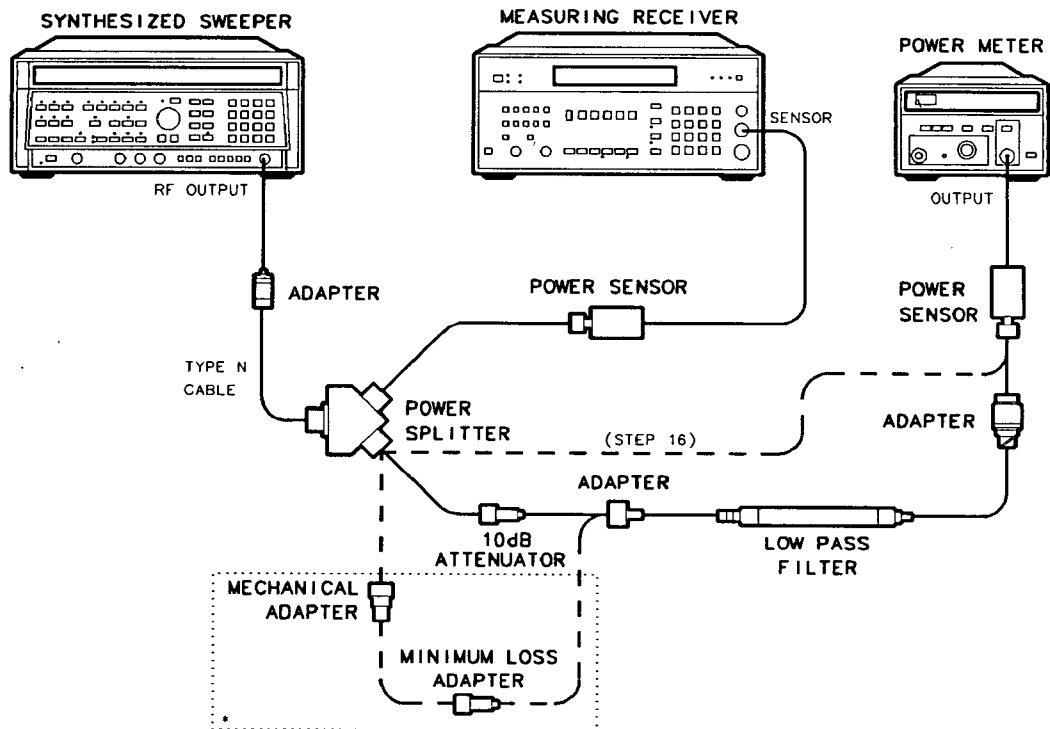 SYNTHESIZED SWEEPER
MEASURING RECEIVER
POWER METER
SENSOR
RF OUTPUT
OUTPUT
ADAPTER
POWER SENSOR
POWER
SENSOR
TYPE N
CABLE
POWER
SPLITTER
(STEP 16)
ADAPTER
ADAPTER
10dB
ATTENUATOR
LOW PASS
FILTER
MECHANICAL
ADAPTER
MINIMUM LOSS
ADAPTER
*